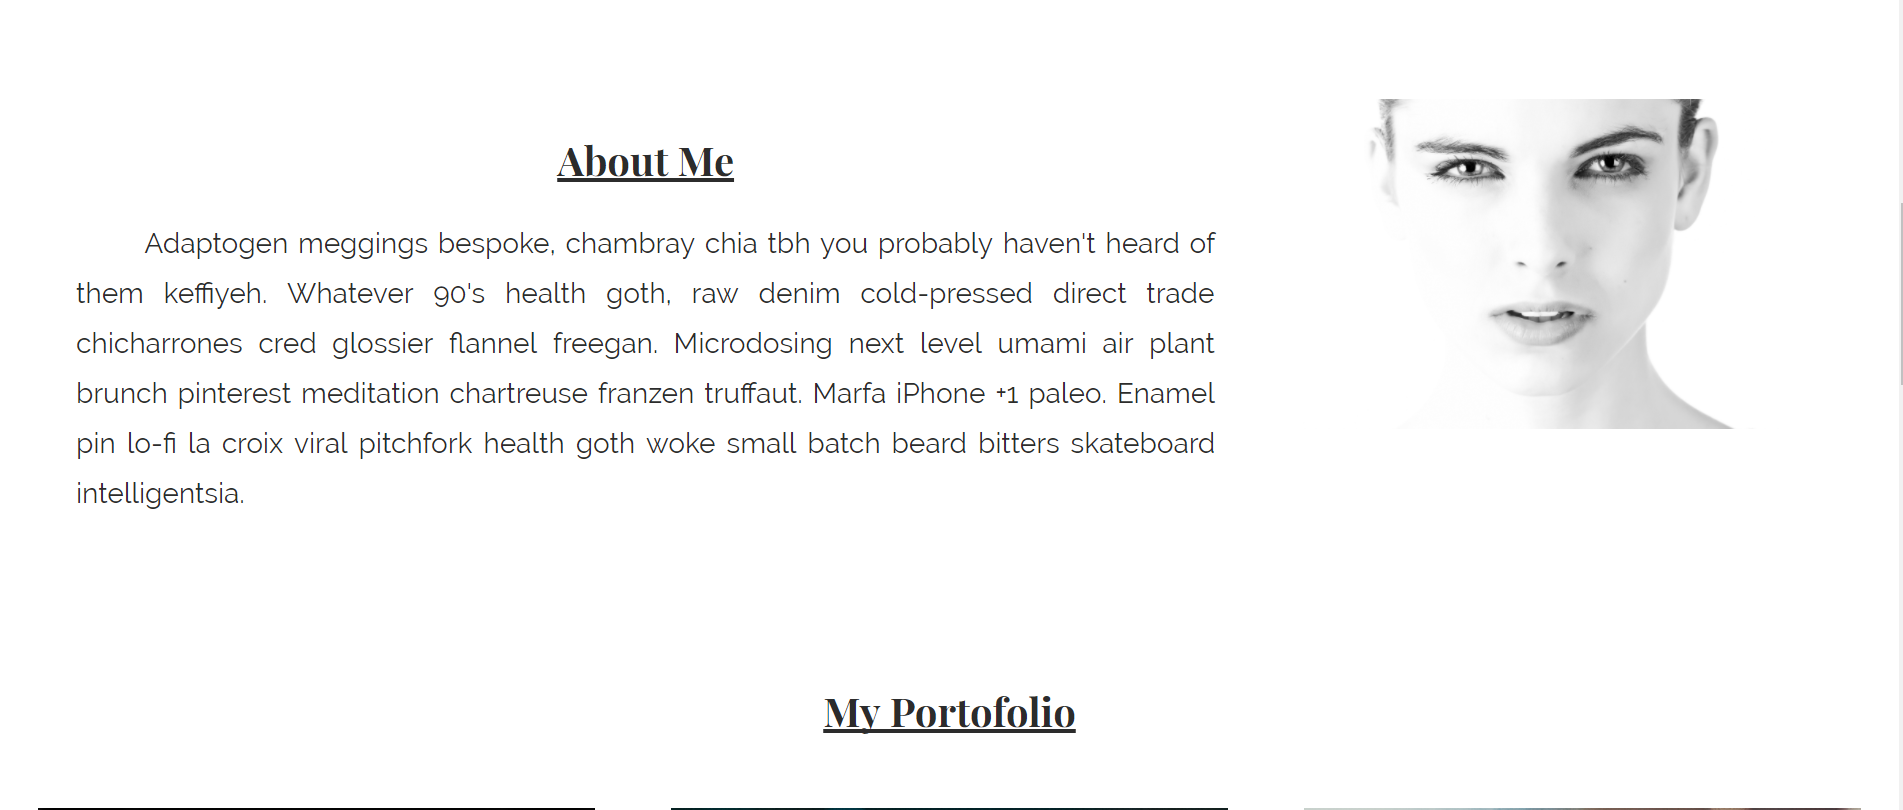 About Me
Adaptogen meggings bespoke, chambray chia tbh you probably haven't heard of
them keffiyeh. Whatever 90's health goth, raw denim cold-pressed direct trade
chicharrones cred glossier flannel freegan. Microdosing next level umami air plant
brunch pinterest meditation chartreuse franzen truffaut. Marfa iPhone +1 paleo. Enamel
pin lo-fi la croix viral pitchfork health goth woke small batch beard bitters skateboard
intelligentsia.
My Portofolio